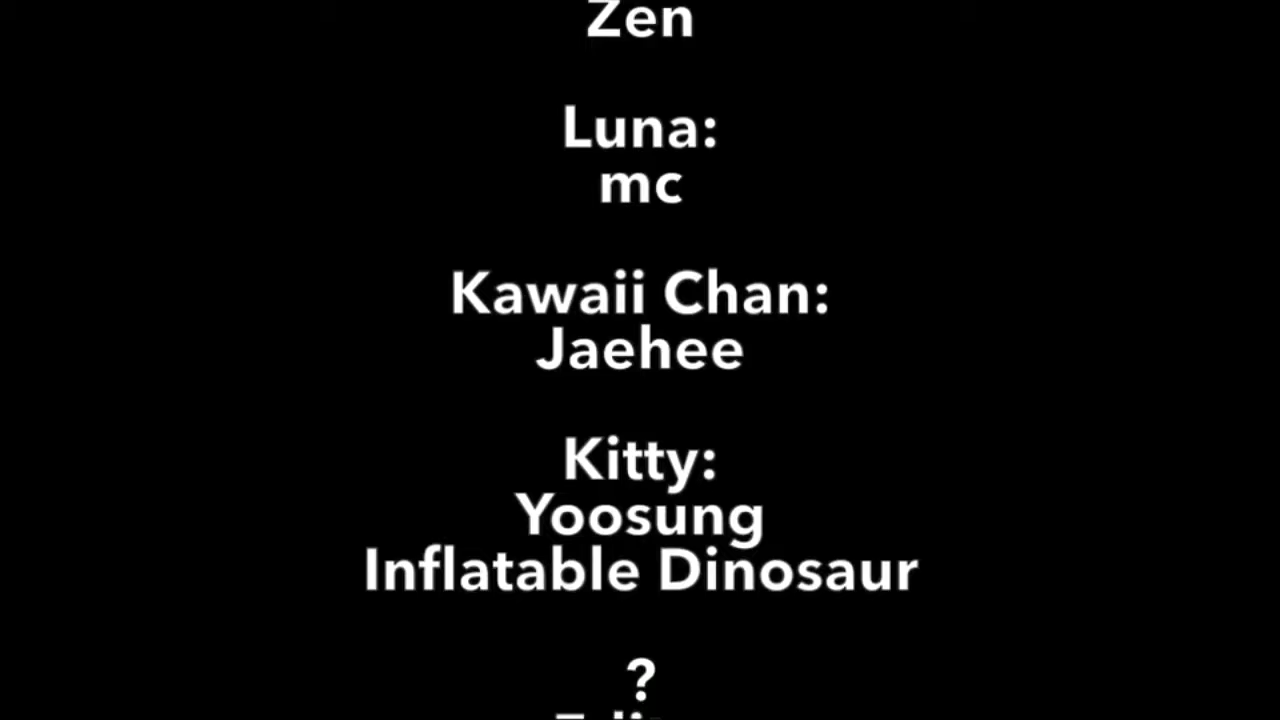 Zen
Luna:
mc
Kawaii Chan:
Jaehee
Kitty:
Yoosung
Inflatable Dinosaur
?